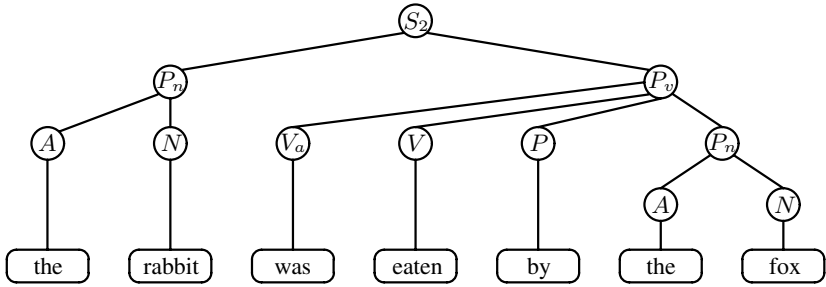 S₂
Pₙ Pᵥ
A N Vₐ V P Pₙ
A N
the rabbit was eaten by the fox